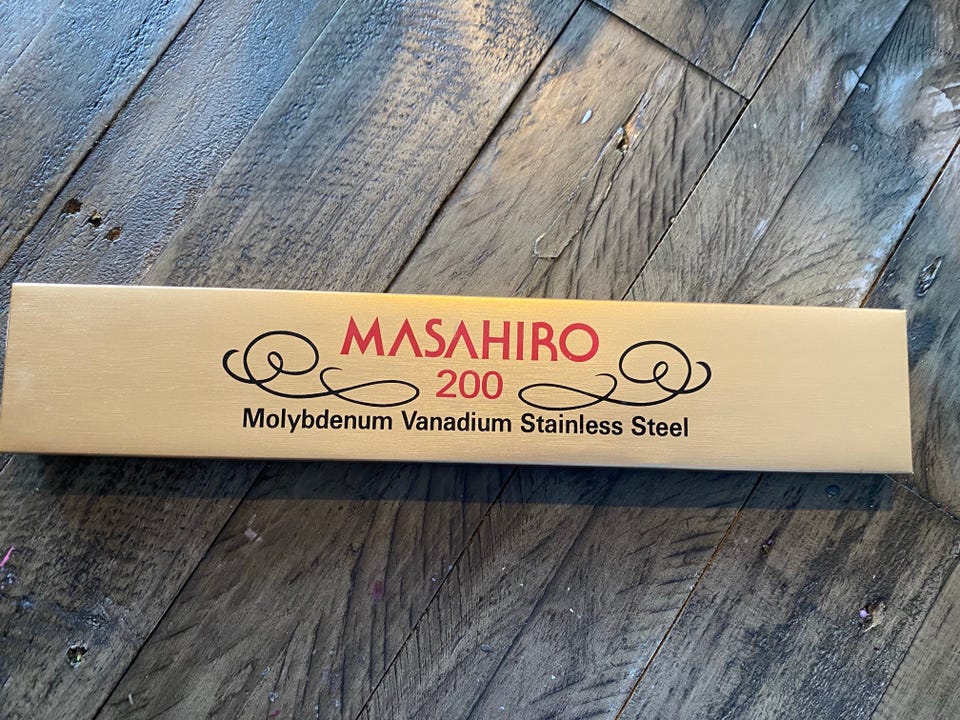 MASAHIRO
200
Molybdenum Vanadium Stainless Steel